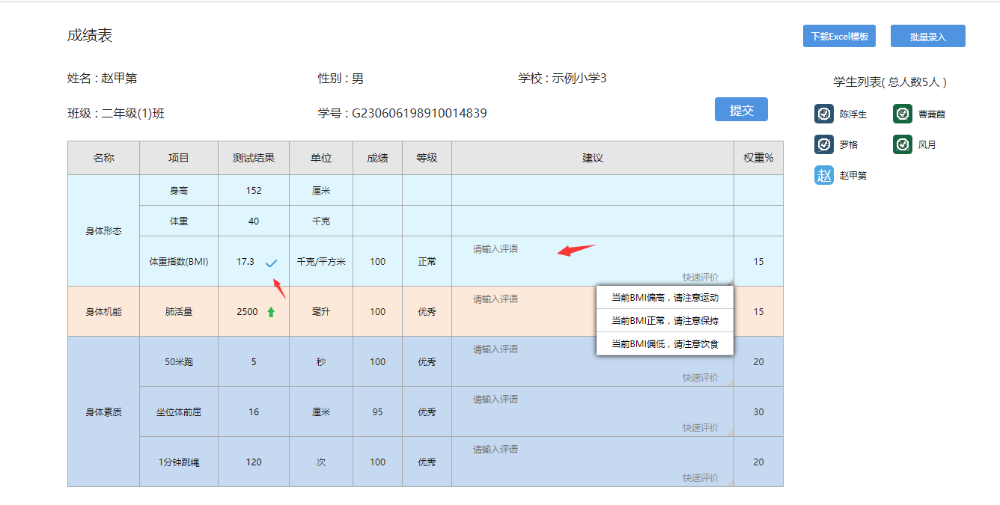 成绩表
下载Excel模板
批量录入
姓名 : 赵甲第
性别 : 男
学校 : 示例小学3
学生列表( 总人数5人 )
班级 : 二年级(1)班
学号 : G230606198910014839
提交
陈浮生
曹蒹葭
罗格
风月
赵
赵甲第
名称 项目 测试结果 单位 成绩 等级 建议 权重%
身体形态
身高 152 厘米
体重 40 千克
体重指数(BMI) 17.3 千克/平方米 100 正常 请输入评语 15
快速评价
当前BMI偏高，请注意运动
当前BMI正常，请注意保持
当前BMI偏低，请注意饮食
身体机能 肺活量 2500 毫升 100 优秀 请输入评语 15
身体素质
50米跑 5 秒 100 优秀 请输入评语 20
快速评价
坐位体前屈 16 厘米 95 优秀 请输入评语 30
快速评价
1分钟跳绳 120 次 100 优秀 请输入评语 20
快速评价